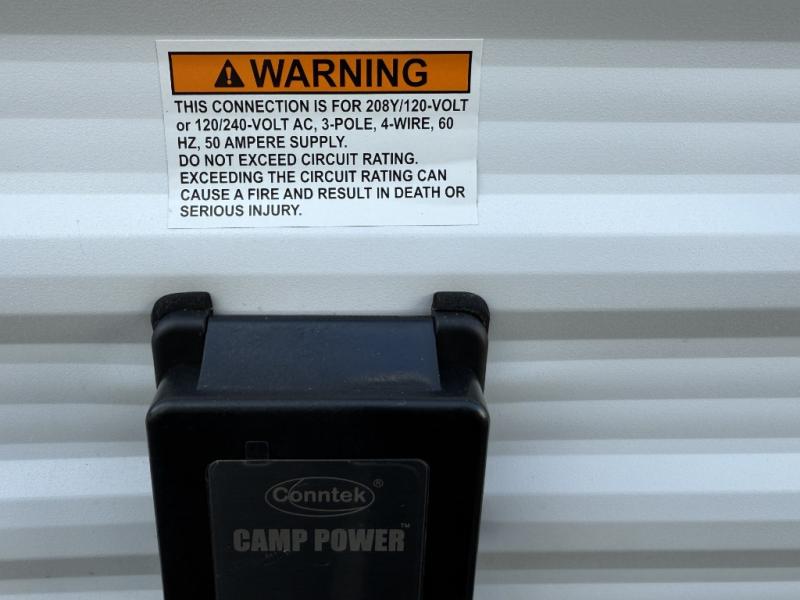 WARNING
THIS CONNECTION IS FOR 208Y/120-VOLT
or 120/240-VOLT AC, 3-POLE, 4-WIRE, 60
HZ, 50 AMPERE SUPPLY.
DO NOT EXCEED CIRCUIT RATING.
EXCEEDING THE CIRCUIT RATING CAN
CAUSE A FIRE AND RESULT IN DEATH OR
SERIOUS INJURY.
Conntek®
CAMP POWER™